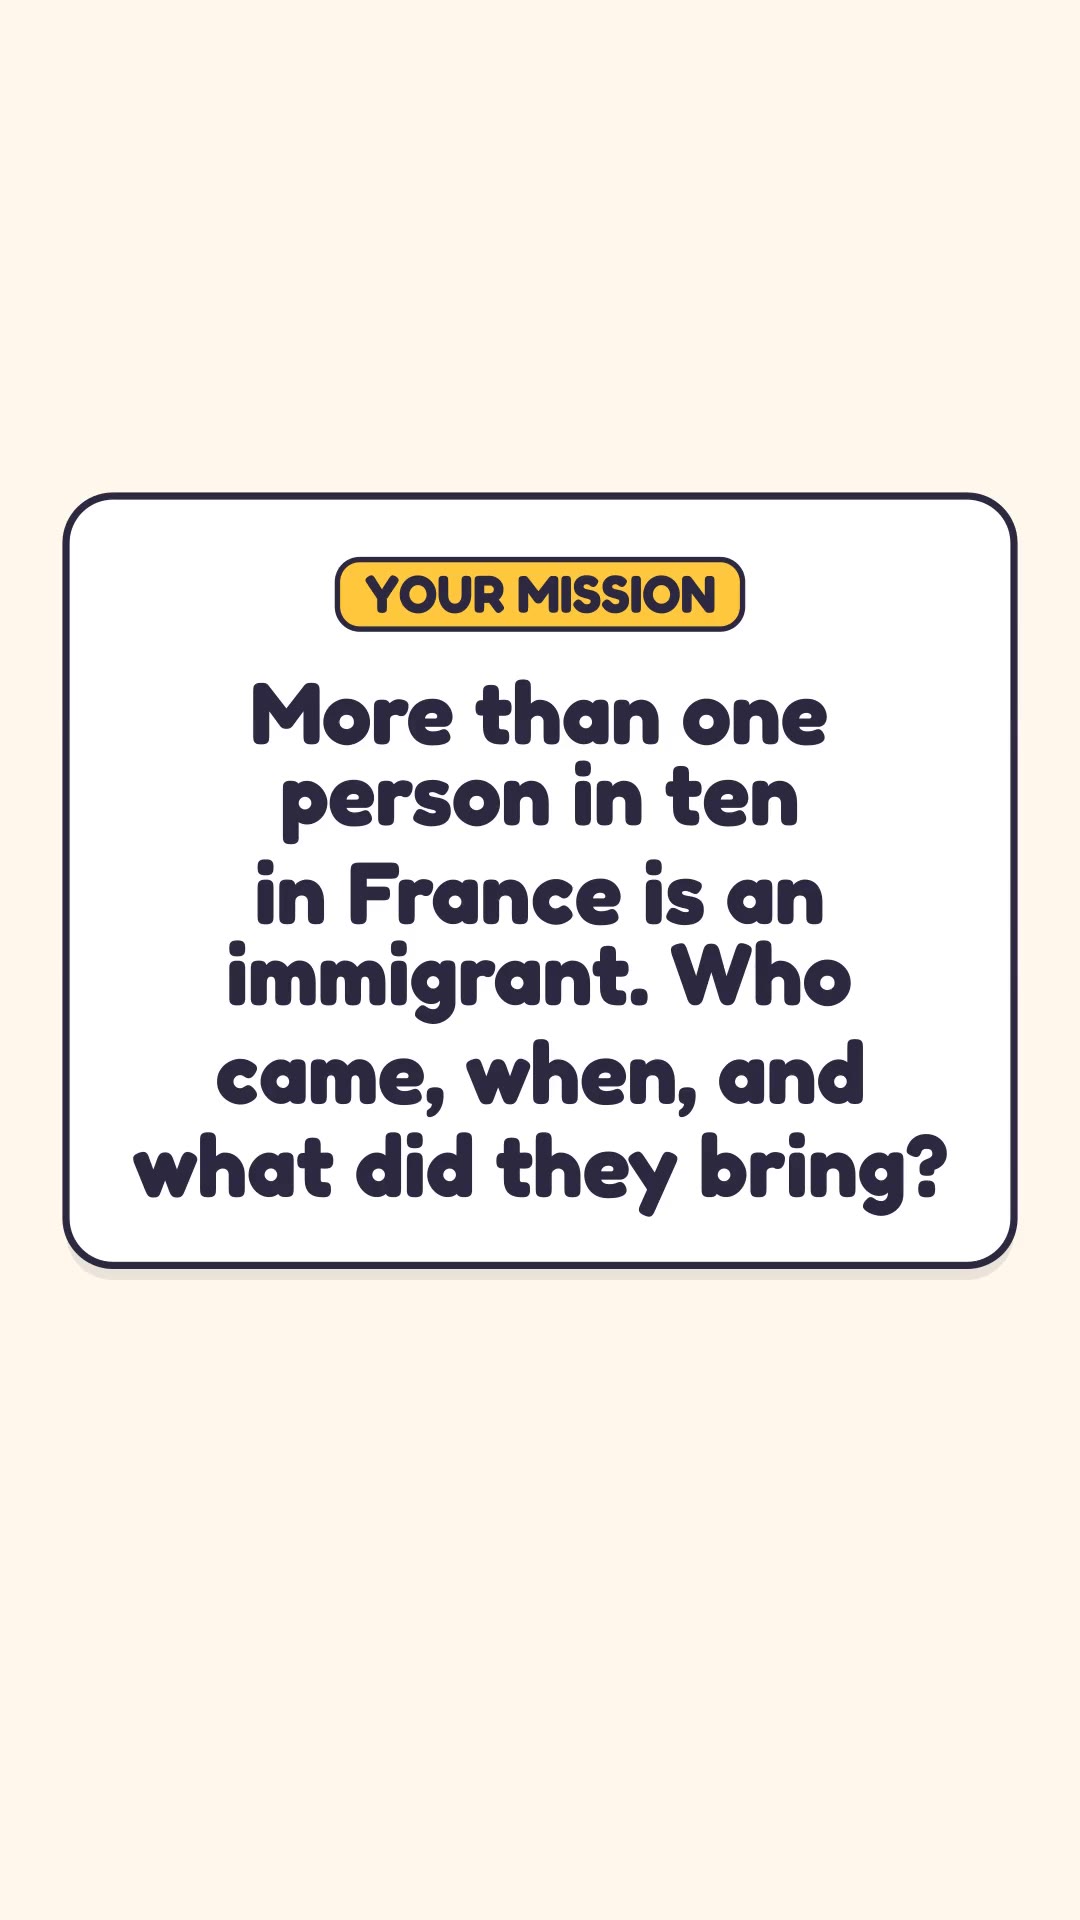 YOUR MISSION
More than one
person in ten
in France is an
immigrant. Who
came, when, and
what did they bring?